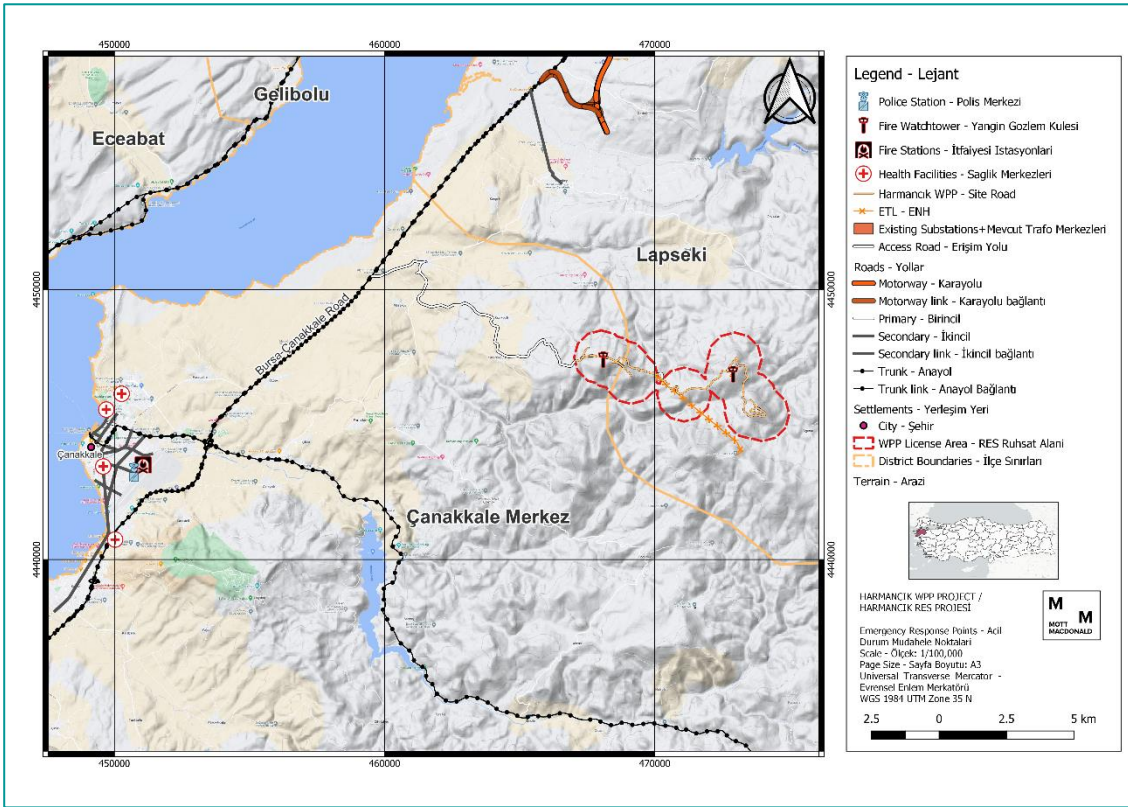 450000
460000
470000
Gelibolu
Eceabat
Lapseki
4450000
4450000
Bursa-Çanakkale Road
Çanakkale
Çanakkale Merkez
4440000
4440000
450000
460000
470000
Legend - Lejant
Police Station - Polis Merkezi
Fire Watchtower - Yangin Gozlem Kulesi
Fire Stations - İtfaiyesi Istasyonlari
Health Facilities - Saglik Merkezleri
Harmancık WPP - Site Road
ETL - ENH
Existing Substations+Mevcut Trafo Merkezleri
Access Road - Erişim Yolu
Roads - Yollar
Motorway - Karayolu
Motorway link - Karayolu bağlantı
Primary - Birincil
Secondary - İkincil
Secondary link - İkincil bağlantı
Trunk - Anayol
Trunk link - Anayol Bağlantı
Settlements - Yerleşim Yeri
City - Şehir
WPP License Area - RES Ruhsat Alani
District Boundaries - İlçe Sınırları
Terrain - Arazi
HARMANCIK WPP PROJECT /
HARMANCIK RES PROJESİ
M
M
MOTT
MACDONALD
Emergency Response Points - Acil
Durum Mudahele Noktalari
Scale - Ölçek: 1/100,000
Page Size - Sayfa Boyutu: A3
Universal Transverse Mercator -
Evrensel Enlem Merkatörü
WGS 1984 UTM Zone 35 N
2.5 0 2.5 5 km